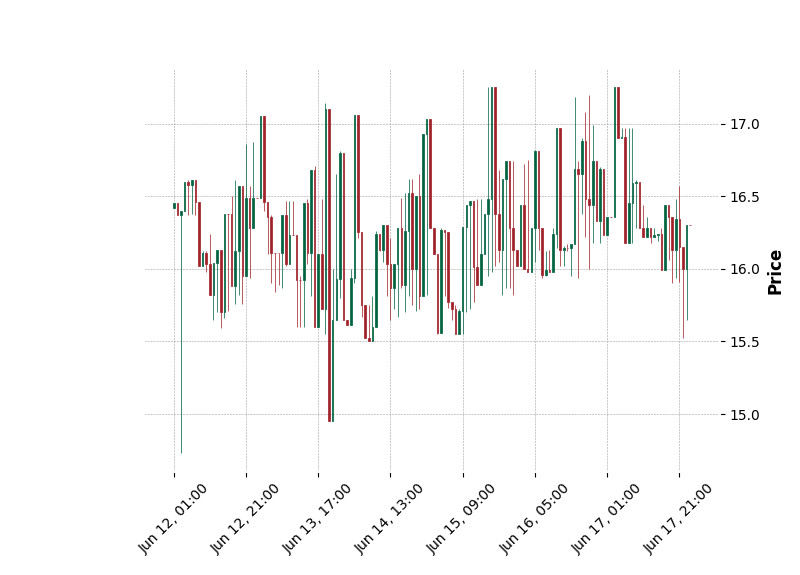 17.0
16.5
16.0
15.5
15.0
Price
Jun 12, 01:00
Jun 12, 21:00
Jun 13, 17:00
Jun 14, 13:00
Jun 15, 09:00
Jun 16, 05:00
Jun 17, 01:00
Jun 17, 21:00